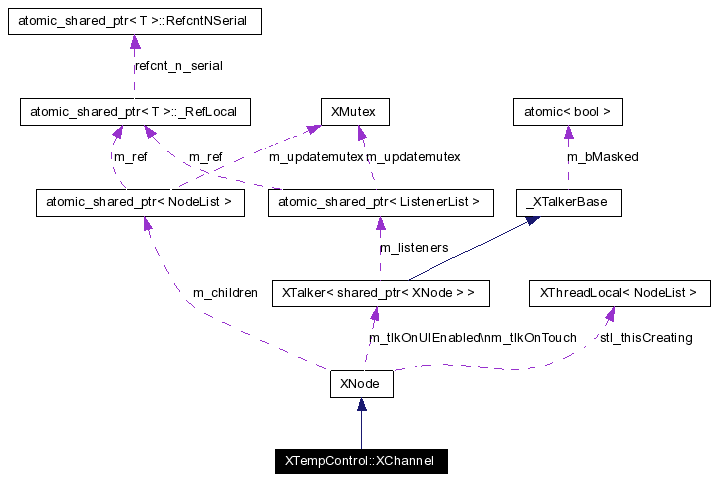 atomic_shared_ptr< T >::RefcntNSerial
refcnt_n_serial
atomic_shared_ptr< T >::_RefLocal
XMutex
atomic< bool >
m_ref
m_ref
m_updatemutex
m_updatemutex
m_bMasked
atomic_shared_ptr< NodeList >
atomic_shared_ptr< ListenerList >
_XTalkerBase
m_listeners
m_children
XTalker< shared_ptr< XNode > >
XThreadLocal< NodeList >
m_tlkOnUIEnabled\nm_tlkOnTouch
stl_thisCreating
XNode
XTempControl::XChannel